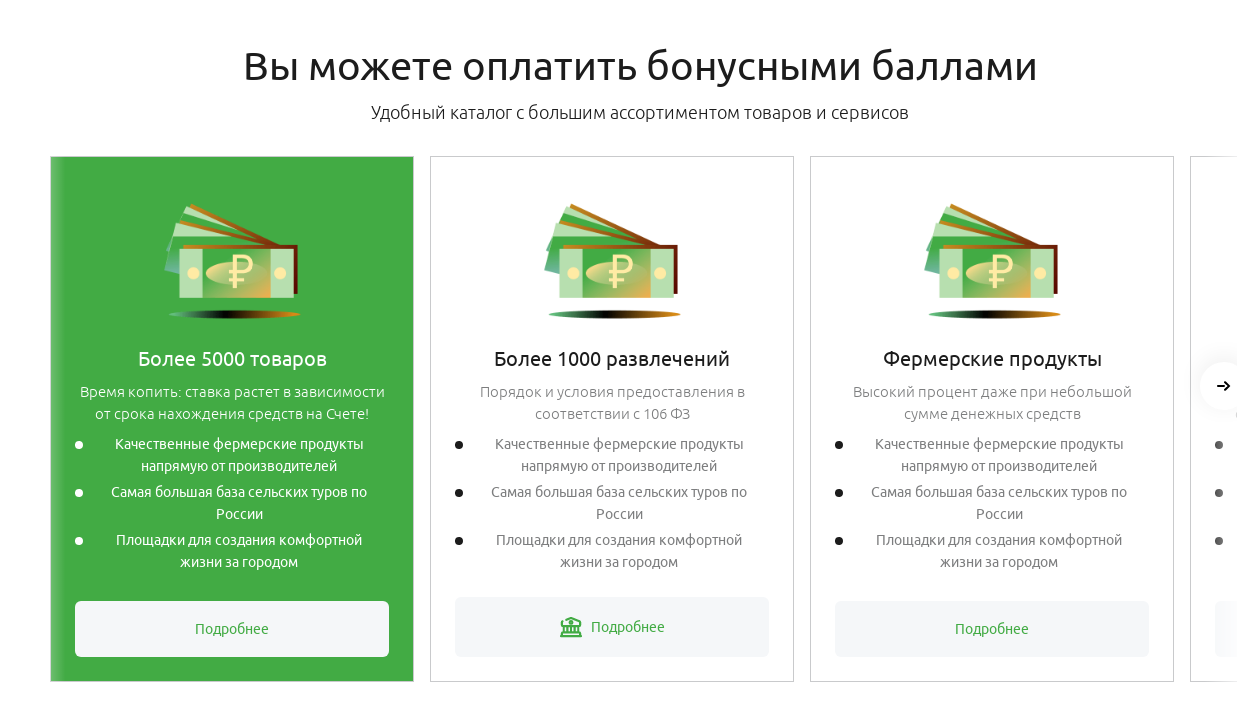 Вы можете оплатить бонусными баллами
Удобный каталог с большим ассортиментом товаров и сервисов
Более 5000 товаров
Время копить: ставка растет в зависимости
от срока нахождения средств на Счете!
Качественные фермерские продукты
напрямую от производителей
Самая большая база сельских туров по
России
Площадки для создания комфортной
жизни за городом
Подробнее
Более 1000 развлечений
Порядок и условия предоставления в
соответствии с 106 ФЗ
Качественные фермерские продукты
напрямую от производителей
Самая большая база сельских туров по
России
Площадки для создания комфортной
жизни за городом
Подробнее
Фермерские продукты
Высокий процент даже при небольшой
сумме денежных средств
Качественные фермерские продукты
напрямую от производителей
Самая большая база сельских туров по
России
Площадки для создания комфортной
жизни за городом
Подробнее